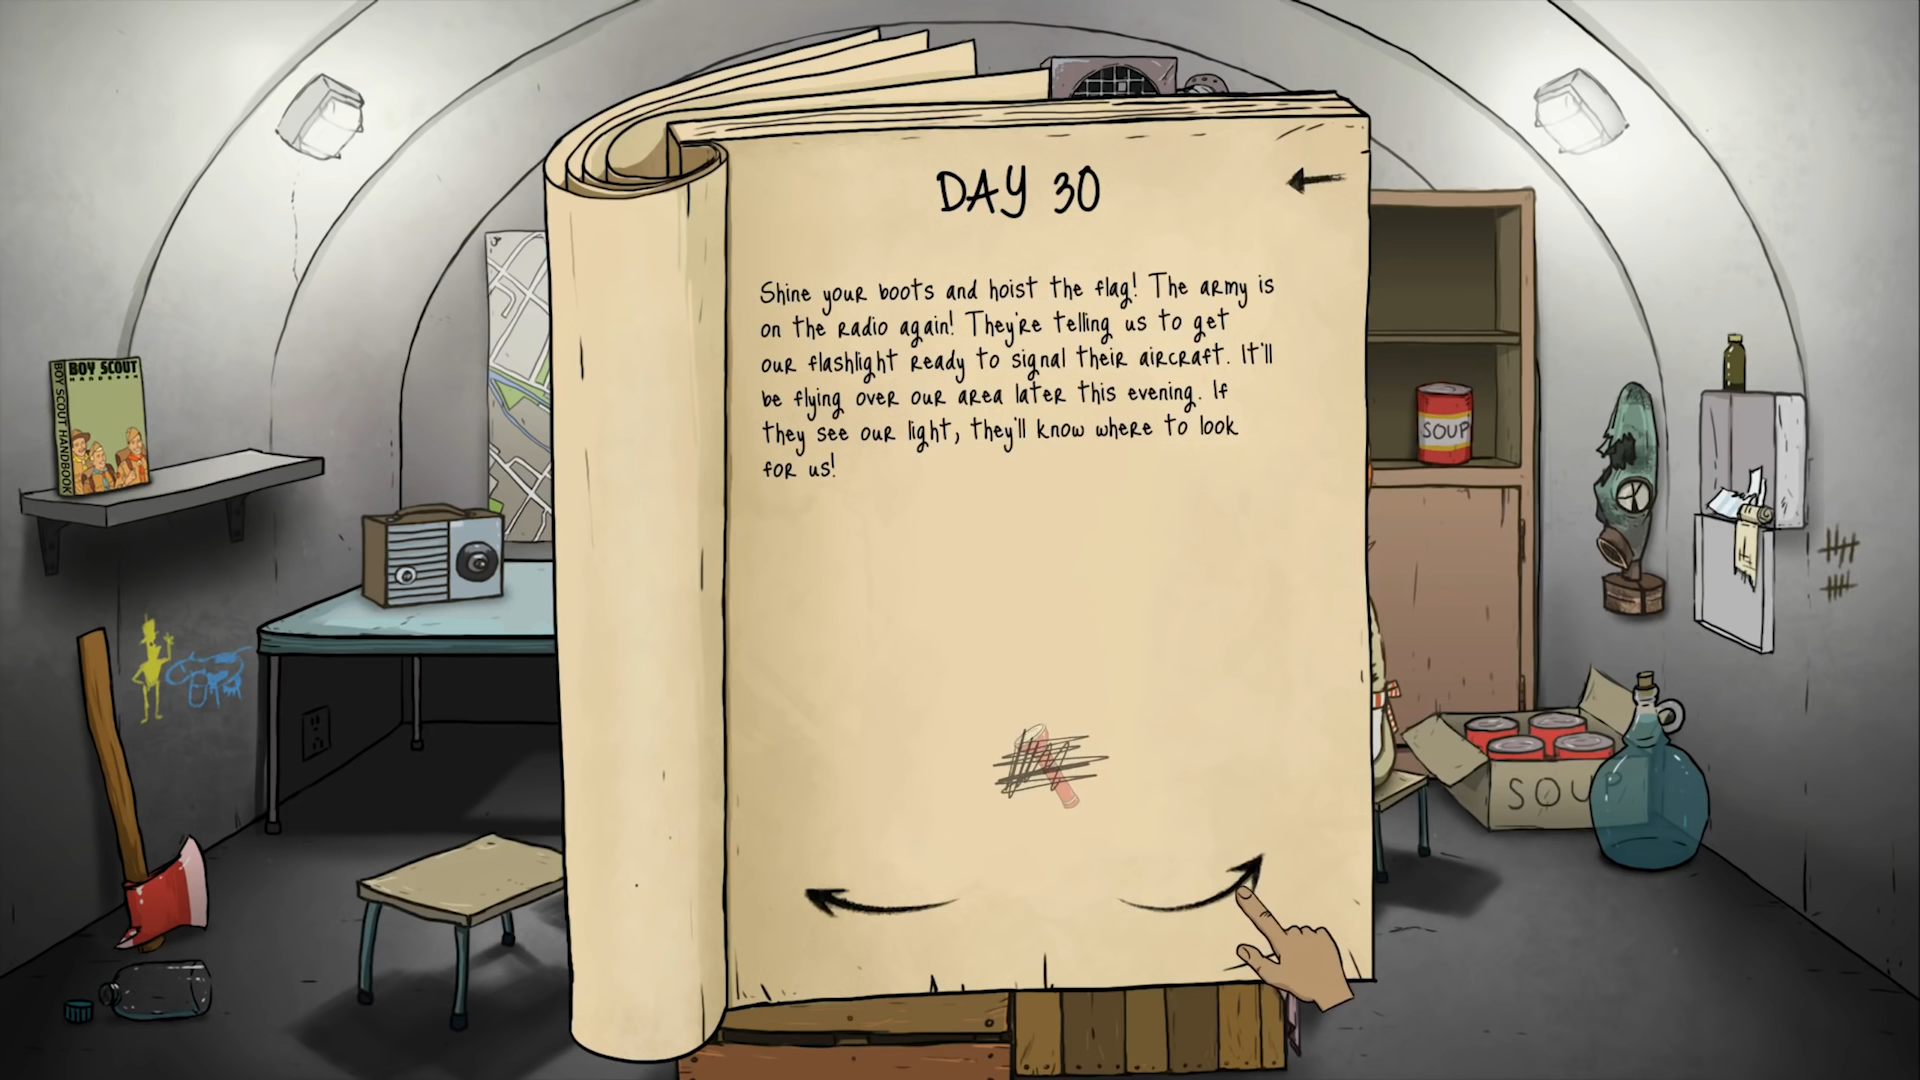 DAY 30
Shine your boots and hoist the flag! The army is
on the radio again! They're telling us to get
our flashlight ready to signal their aircraft. It'll
be flying over our area later this evening. If
they see our light, they'll know where to look
for us!
BOY SCOUT
HANDBOOK
BOY SCOUT HANDBOOK
SOUP
SOU